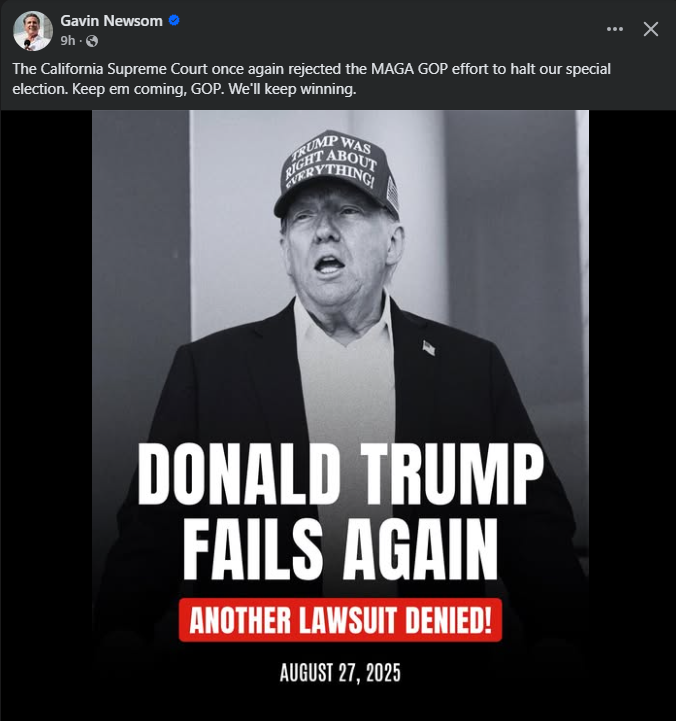 Gavin Newsom
9h ·
The California Supreme Court once again rejected the MAGA GOP effort to halt our special
election. Keep em coming, GOP. We'll keep winning.
TRUMP WAS
RIGHT ABOUT
EVERYTHING!
DONALD TRUMP
FAILS AGAIN
ANOTHER LAWSUIT DENIED!
AUGUST 27, 2025